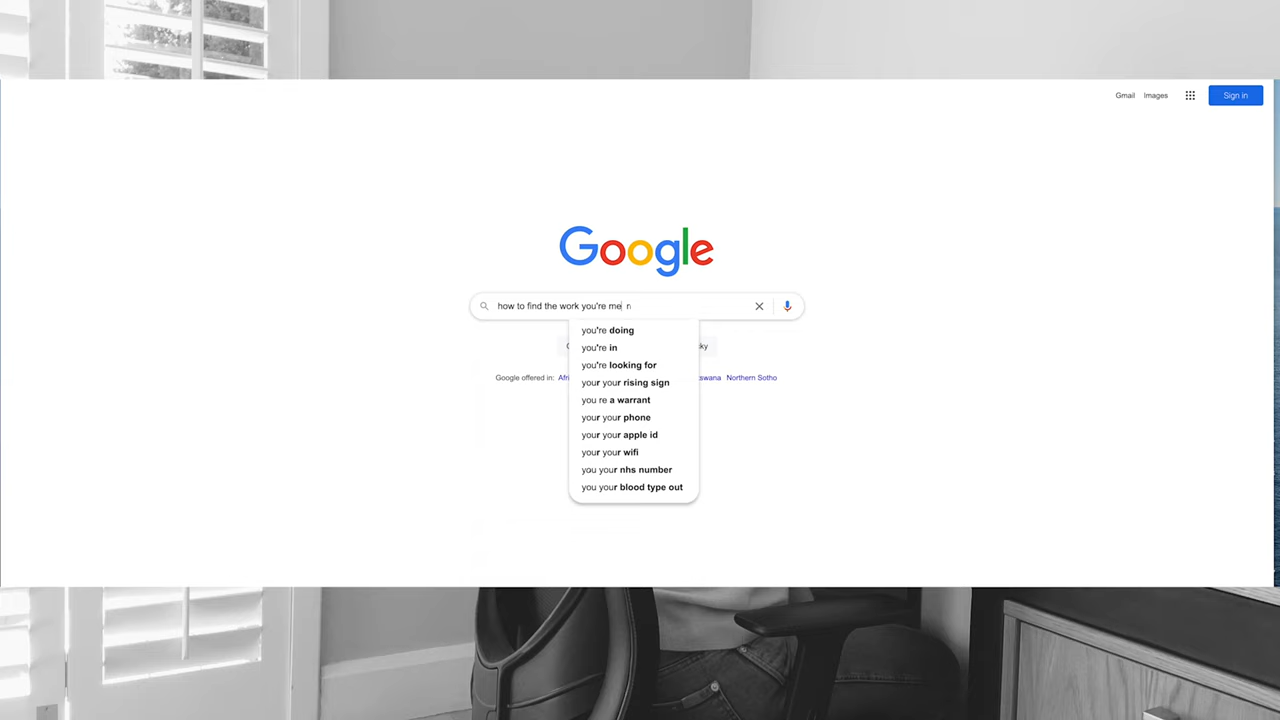 Gmail Images Sign in
Google
how to find the work you're me n
you're doing
you're in
you're looking for
your your rising sign
you re a warrant
your your phone
your your apple id
your your wifi
you your nhs number
you your blood type out
Google offered in: Northern Sotho